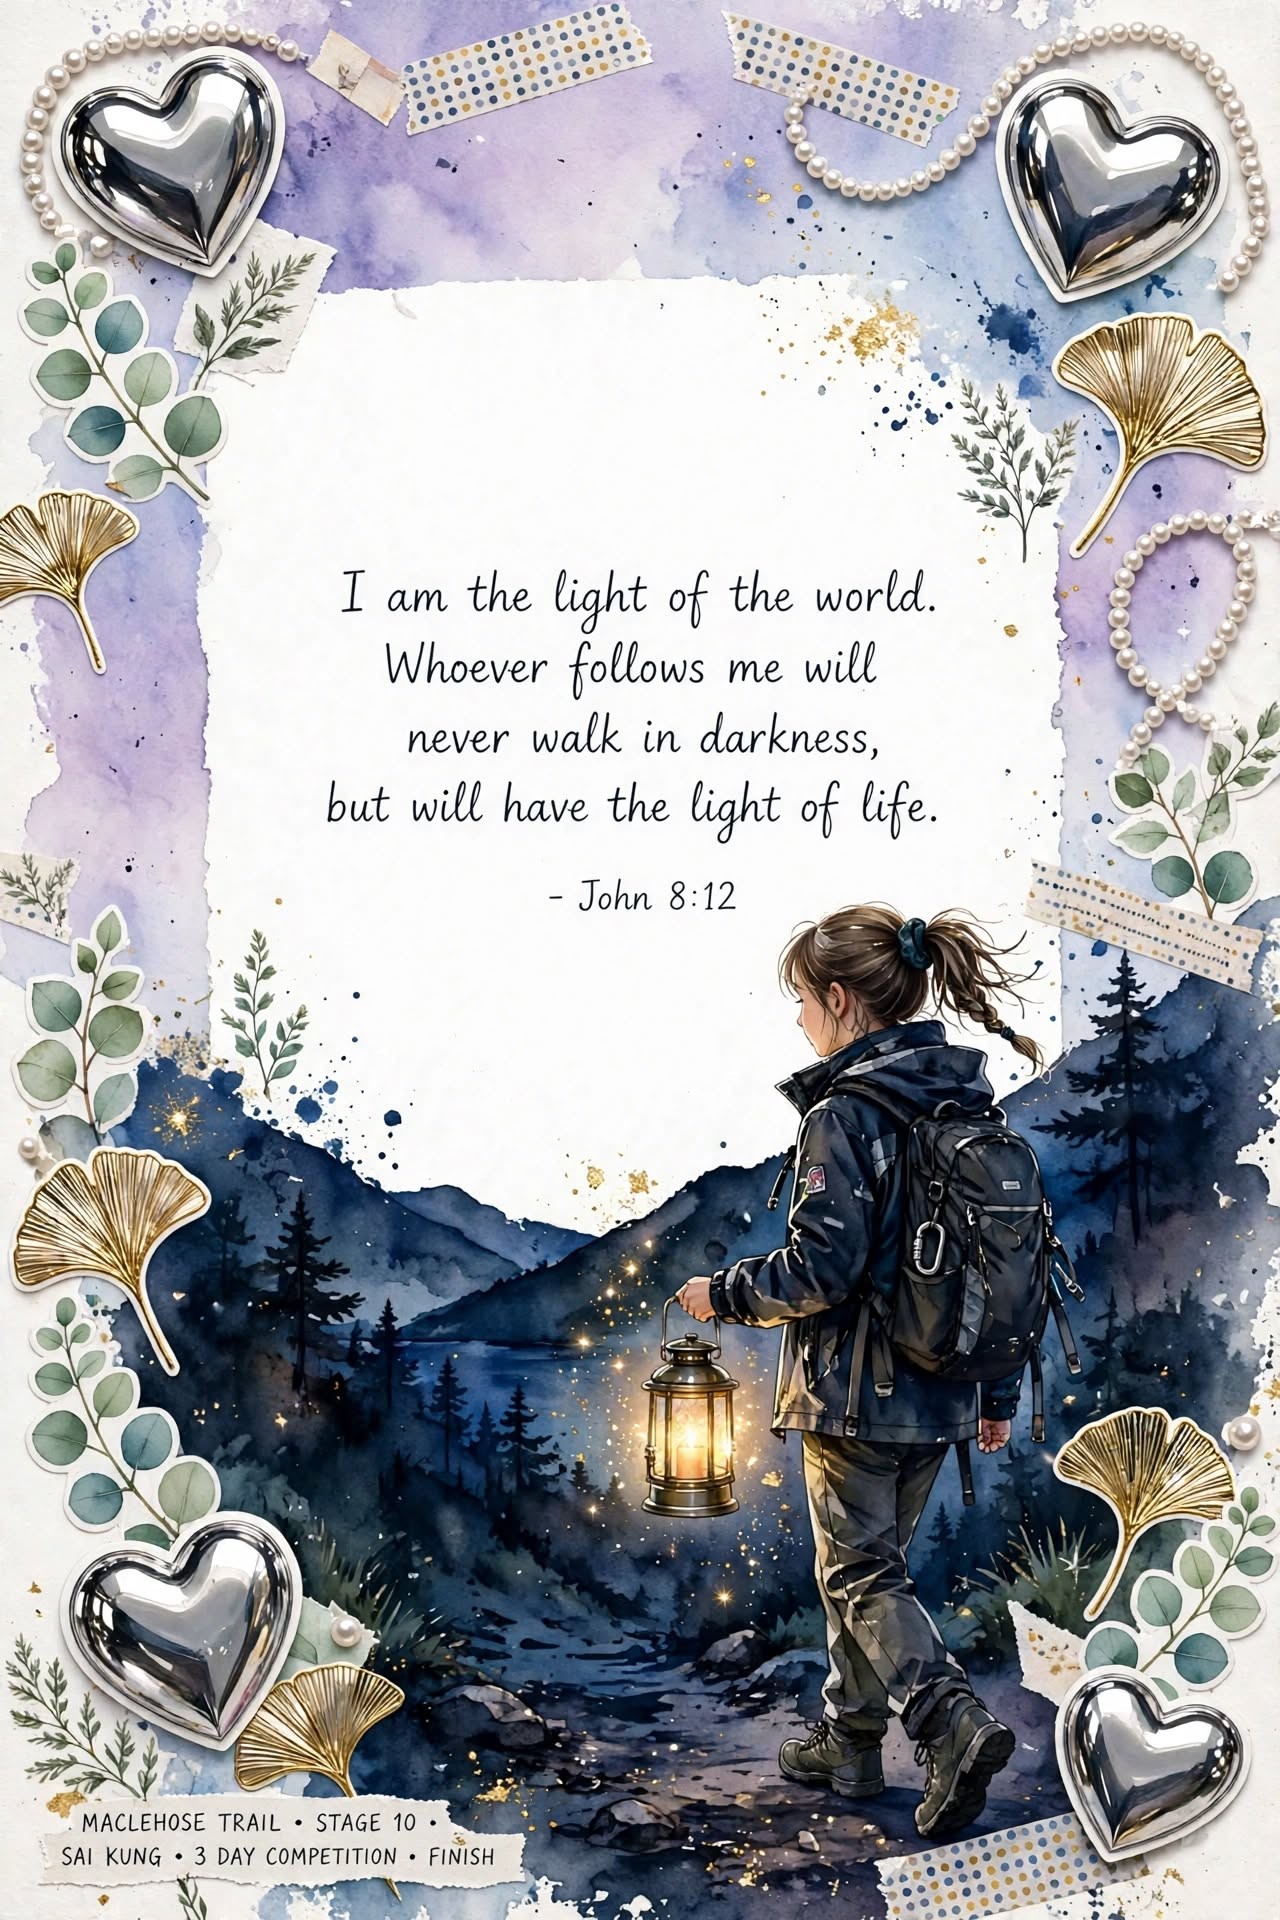 I am the light of the world.
Whoever follows me will
never walk in darkness,
but will have the light of life.
- John 8:12
MACLEHOSE TRAIL • STAGE 10 •
SAI KUNG • 3 DAY COMPETITION • FINISH